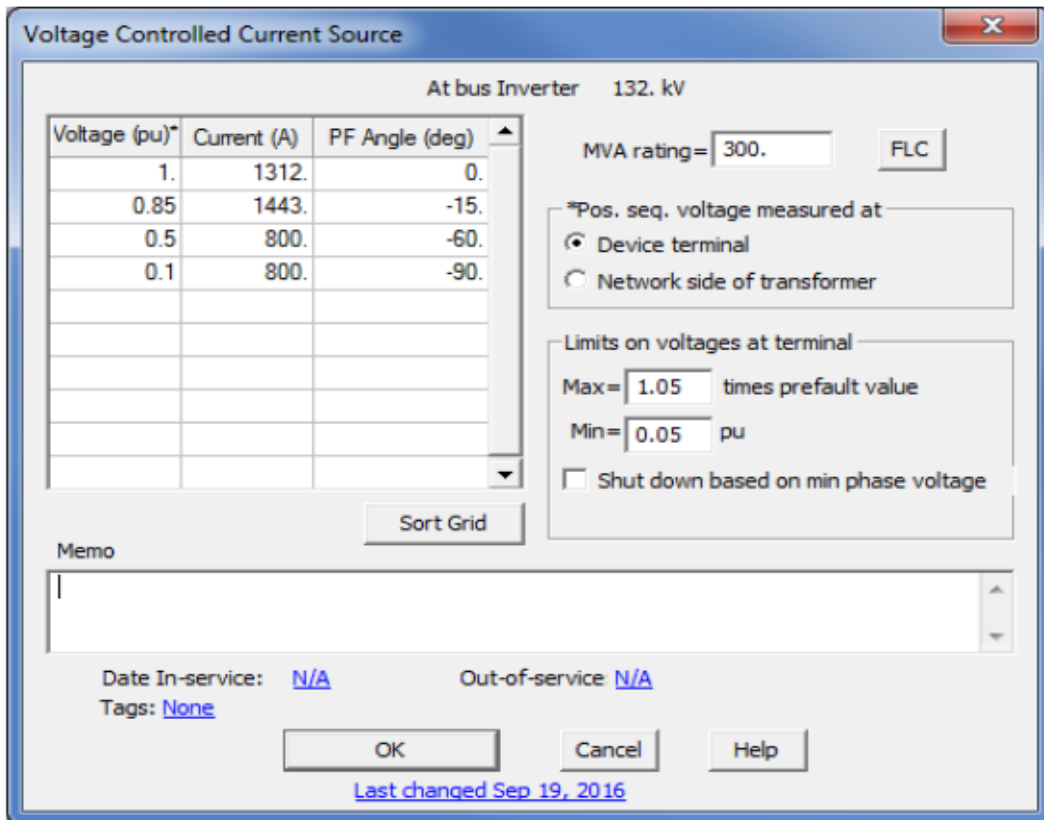 Voltage Controlled Current Source
At bus Inverter 132. kV
Voltage (pu)* Current (A) PF Angle (deg)
1. 1312. 0.
0.85 1443. -15.
0.5 800. -60.
0.1 800. -90.
MVA rating= 300. FLC
*Pos. seq. voltage measured at
Device terminal
Network side of transformer
Limits on voltages at terminal
Max= 1.05 times prefault value
Min= 0.05 pu
Shut down based on min phase voltage
Sort Grid
Memo
Date In-service: N/A Out-of-service N/A
Tags: None
OK Cancel Help
Last changed Sep 19, 2016